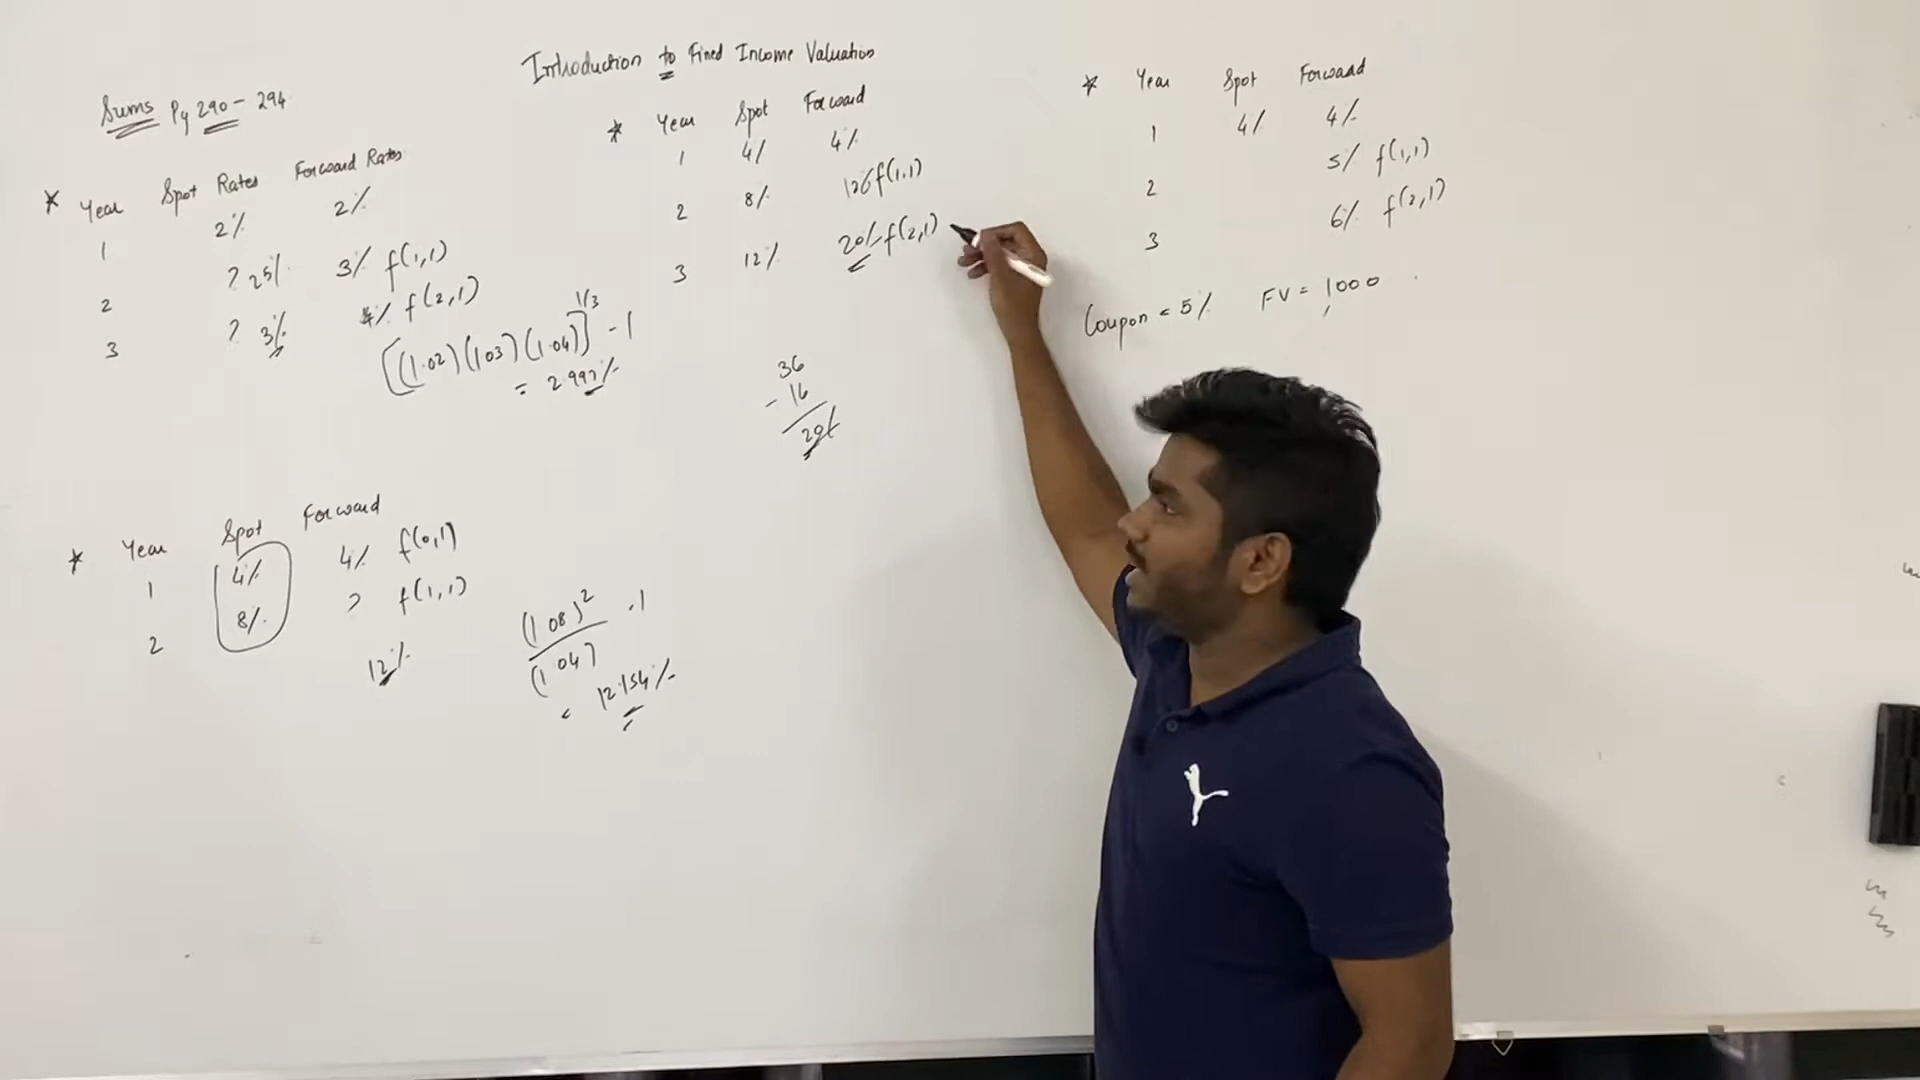 Introduction to Fixed Income Valuation
Sums Pg 290 - 294
* Year Spot Rates Forward Rates
1 2% 2%
2 ? 2.5% 3% f(1,1)
3 ? 3% 4% f(2,1)
[(1.02)(1.03)(1.04)]^1/3 - 1
= 2.997%
* Year Spot Forward
1 4% 4% f(0,1)
2 8% ? f(1,1)
12%
(1.08)^2 - 1
(1.04)
= 12.154%
* Year Spot Forward
1 4% 4%
2 8% 12% f(1,1)
3 12% 20% f(2,1)
36
- 16
20%
* Year Spot Forward
1 4% 4%
2 5% f(1,1)
3 6% f(2,1)
Coupon = 5% FV = 1000